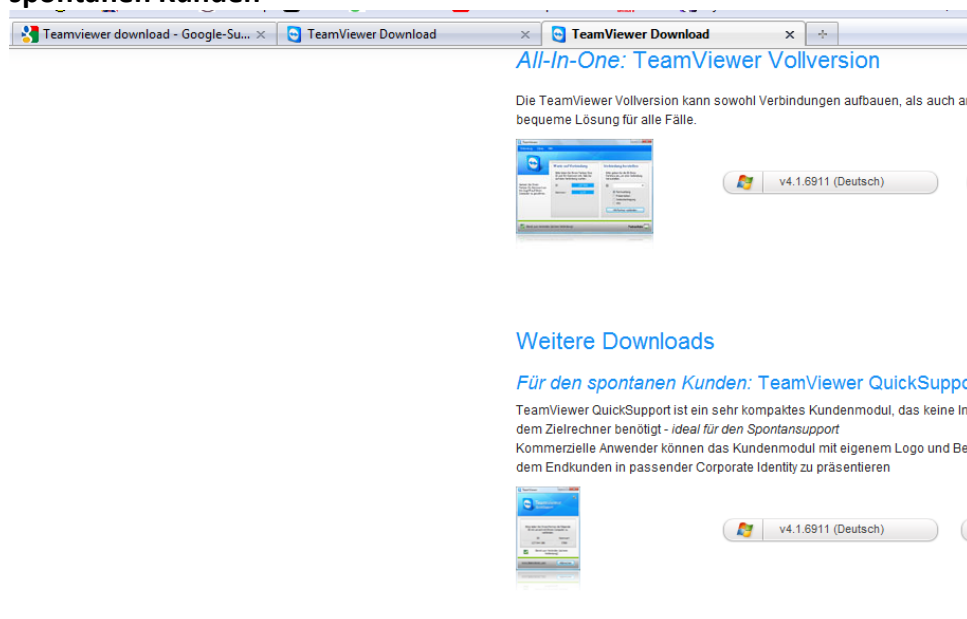 spontanen Kunden
Teamviewer download - Google-Su...
TeamViewer Download
TeamViewer Download
All-In-One: TeamViewer Vollversion
Die TeamViewer Vollversion kann sowohl Verbindungen aufbauen, als auch
bequeme Lösung für alle Fälle.
v4.1.6911 (Deutsch)
Weitere Downloads
Für den spontanen Kunden: TeamViewer QuickSuppo
TeamViewer QuickSupport ist ein sehr kompaktes Kundenmodul, das keine In
dem Zielrechner benötigt - ideal für den Spontansupport
Kommerzielle Anwender können das Kundenmodul mit eigenem Logo und Be
dem Endkunden in passender Corporate Identity zu präsentieren
v4.1.6911 (Deutsch)